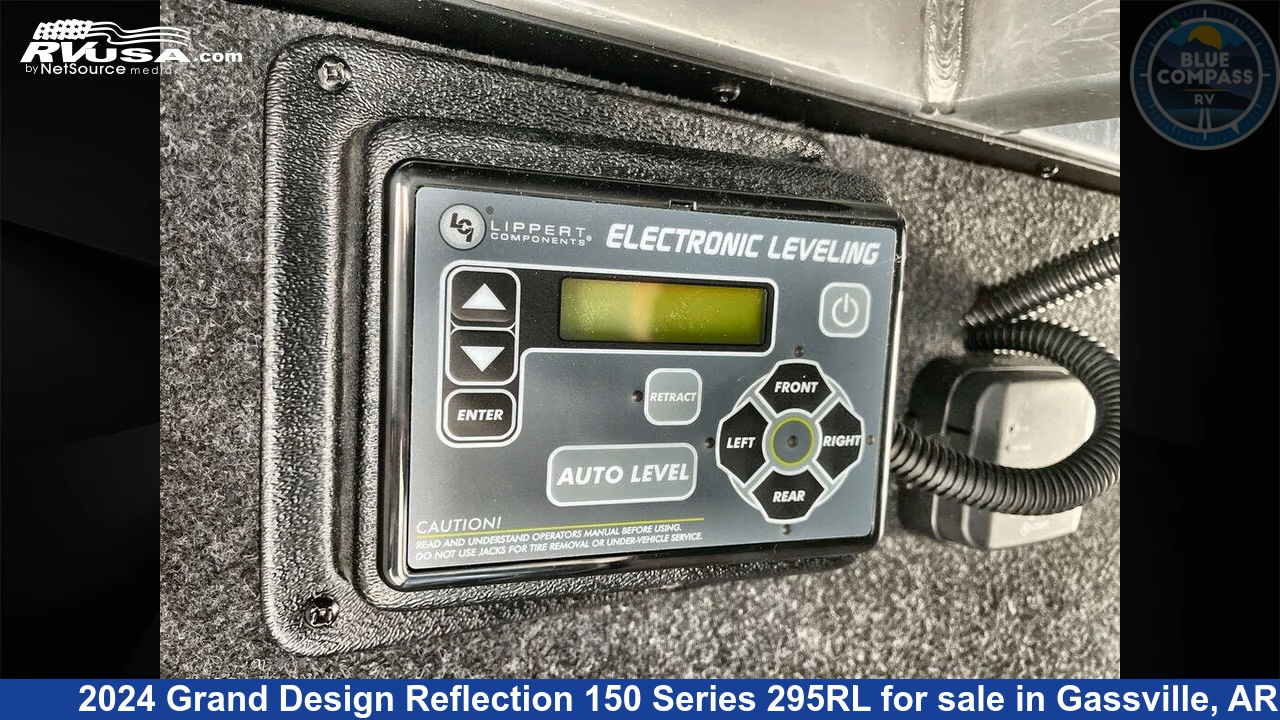 RVUSA.com
by NetSource media
BLUE
COMPASS
RV
LCI
® LIPPERT
COMPONENTS®
ELECTRONIC LEVELING
ENTER
RETRACT
AUTO LEVEL
FRONT
LEFT
RIGHT
REAR
CAUTION!
READ AND UNDERSTAND OPERATORS MANUAL BEFORE USING.
DO NOT USE JACKS FOR TIRE REMOVAL OR UNDER-VEHICLE SERVICE.
2024 Grand Design Reflection 150 Series 295RL for sale in Gassville, AR